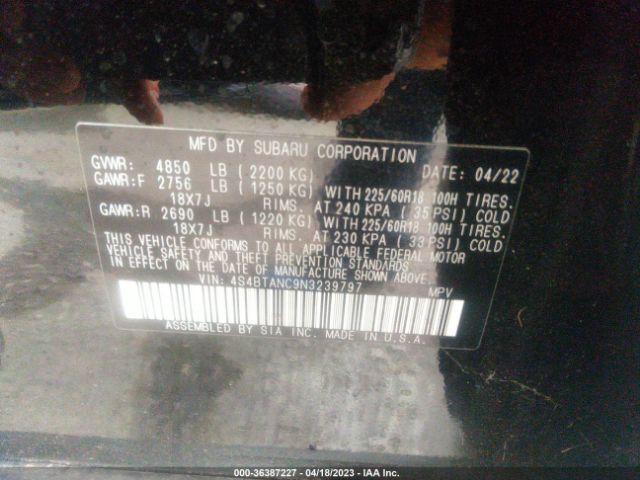 MFD BY SUBARU CORPORATION
GVWR: 4850 LB (2200 KG) DATE: 04/22
GAWR:F 2756 LB (1250 KG) WITH 225/60R18 100H TIRES.
18X7J RIMS. AT 240 KPA (35 PSI) COLD
GAWR:R 2690 LB (1220 KG) WITH 225/60R18 100H TIRES.
18X7J RIMS. AT 230 KPA (33 PSI) COLD
THIS VEHICLE CONFORMS TO ALL APPLICABLE FEDERAL MOTOR
VEHICLE SAFETY AND THEFT PREVENTION STANDARDS
IN EFFECT ON THE DATE OF MANUFACTURE SHOWN ABOVE.
VIN: 4S4BTANC9N3239797 MPV
ASSEMBLED BY SIA INC. MADE IN U.S.A.
000-36387227 - 04/18/2023 - IAA Inc.